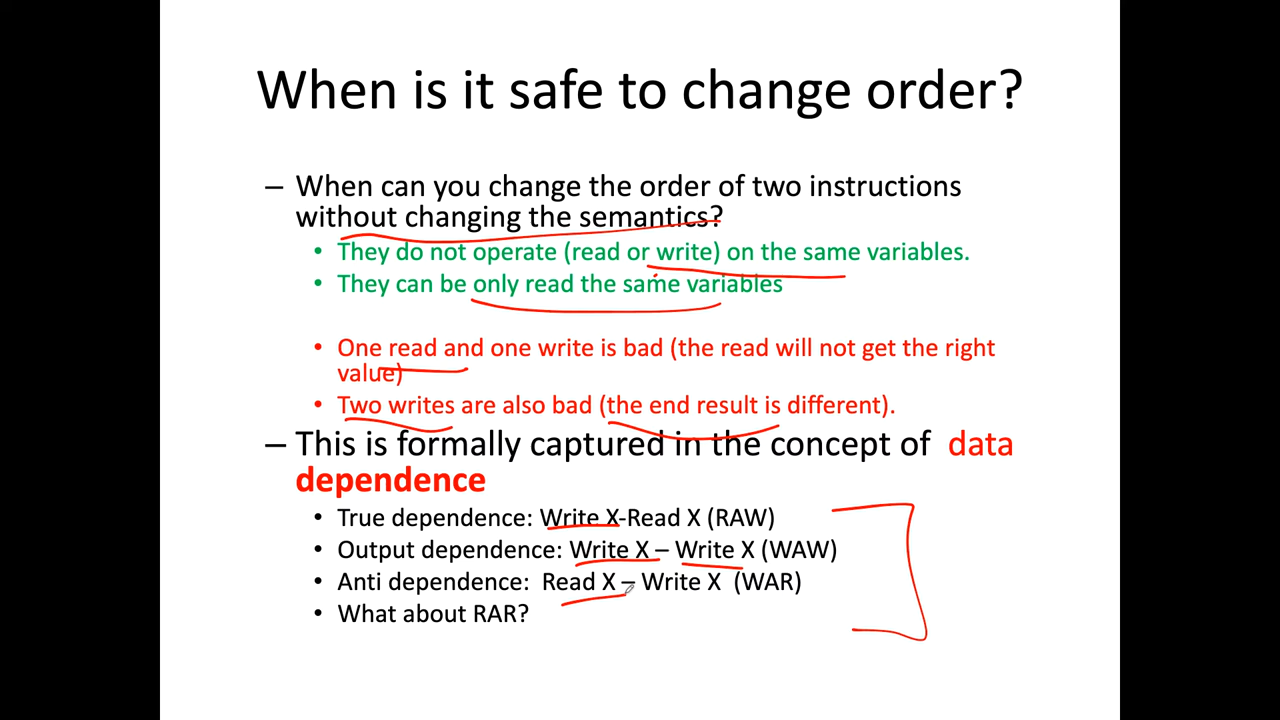 When is it safe to change order?
– When can you change the order of two instructions
without changing the semantics?
• They do not operate (read or write) on the same variables.
• They can be only read the same variables
• One read and one write is bad (the read will not get the right
value)
• Two writes are also bad (the end result is different).
– This is formally captured in the concept of data
dependence
• True dependence: Write X-Read X (RAW)
• Output dependence: Write X – Write X (WAW)
• Anti dependence: Read X – Write X (WAR)
• What about RAR?